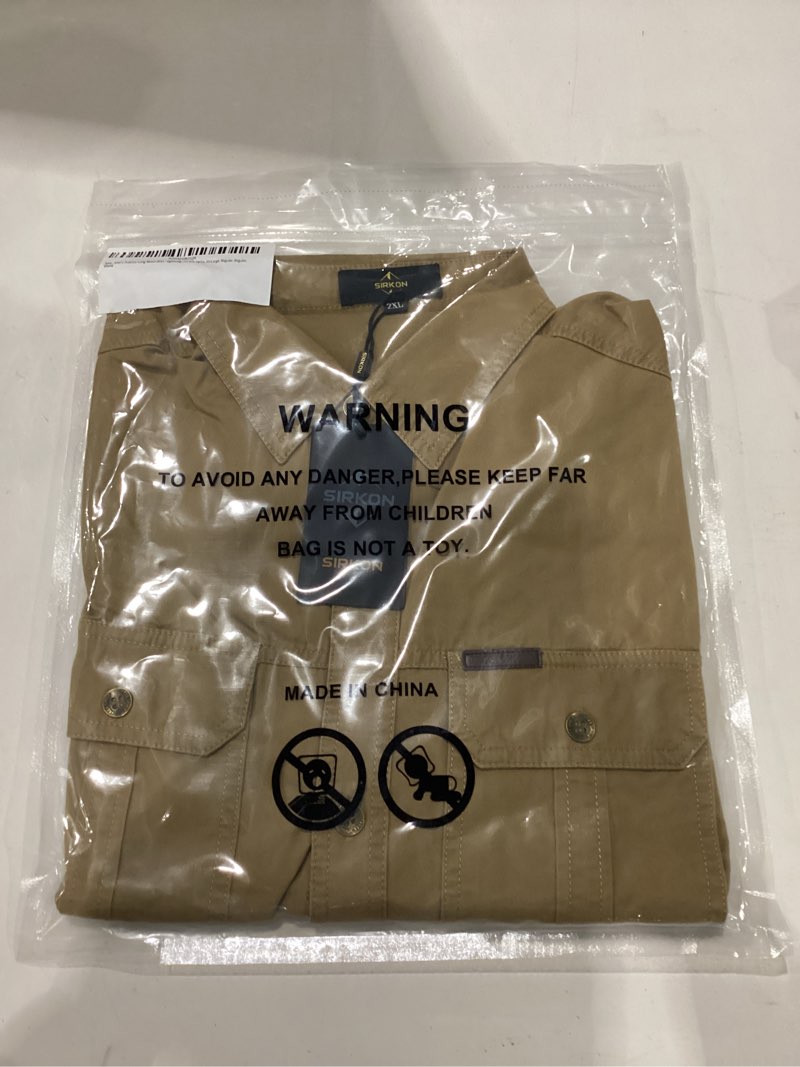 SIRKON
2XL
SIRKON
WARNING
TO AVOID ANY DANGER,PLEASE KEEP FAR
SIRKON
AWAY FROM CHILDREN
BAG IS NOT A TOY.
SIRKON
MADE IN CHINA